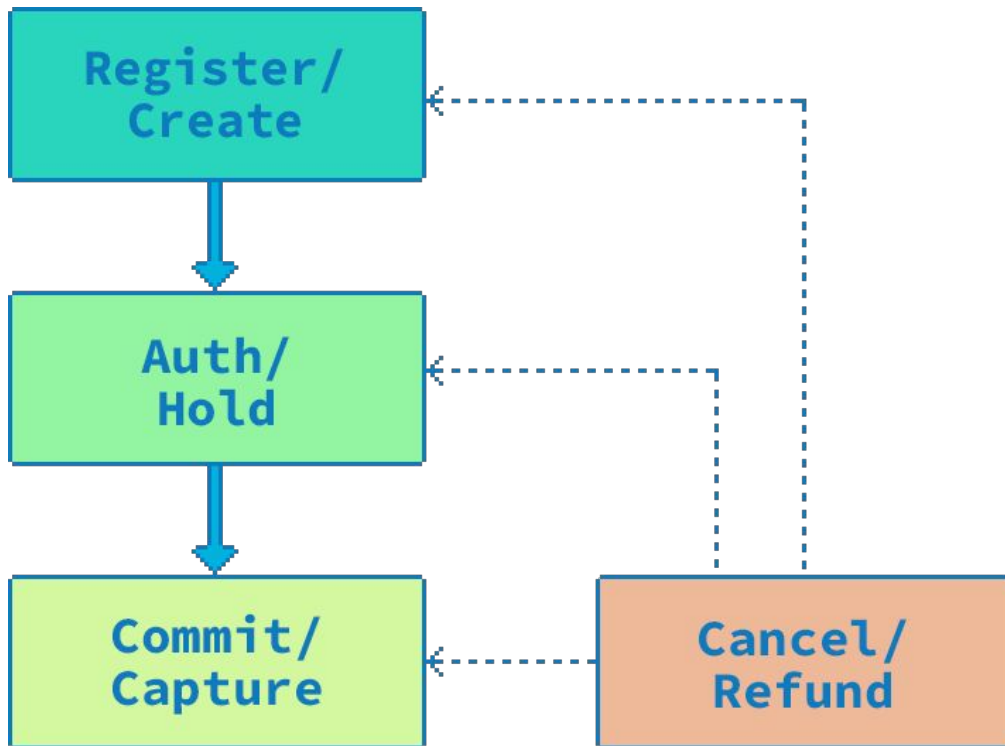 Register/
Create
Auth/
Hold
Commit/
Capture
Cancel/
Refund